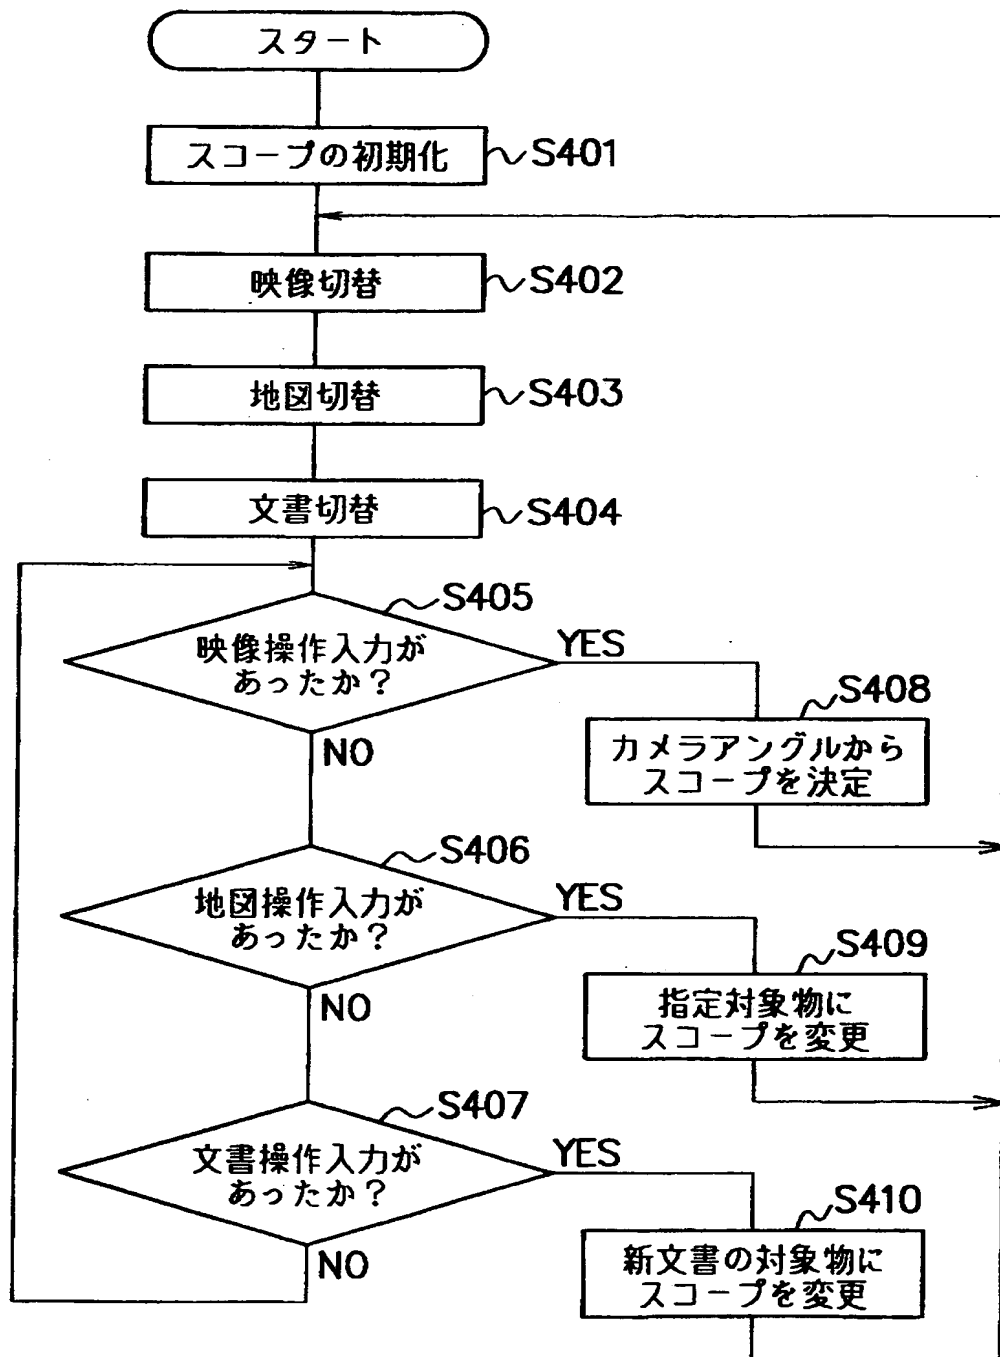 スタート
スコープの初期化
S401
映像切替
S402
地図切替
S403
文書切替
S404
S405
映像操作入力が
あったか？
YES
NO
S408
カメラアングルから
スコープを決定
S406
地図操作入力が
あったか？
YES
NO
S409
指定対象物に
スコープを変更
S407
文書操作入力が
あったか？
YES
NO
S410
新文書の対象物に
スコープを変更